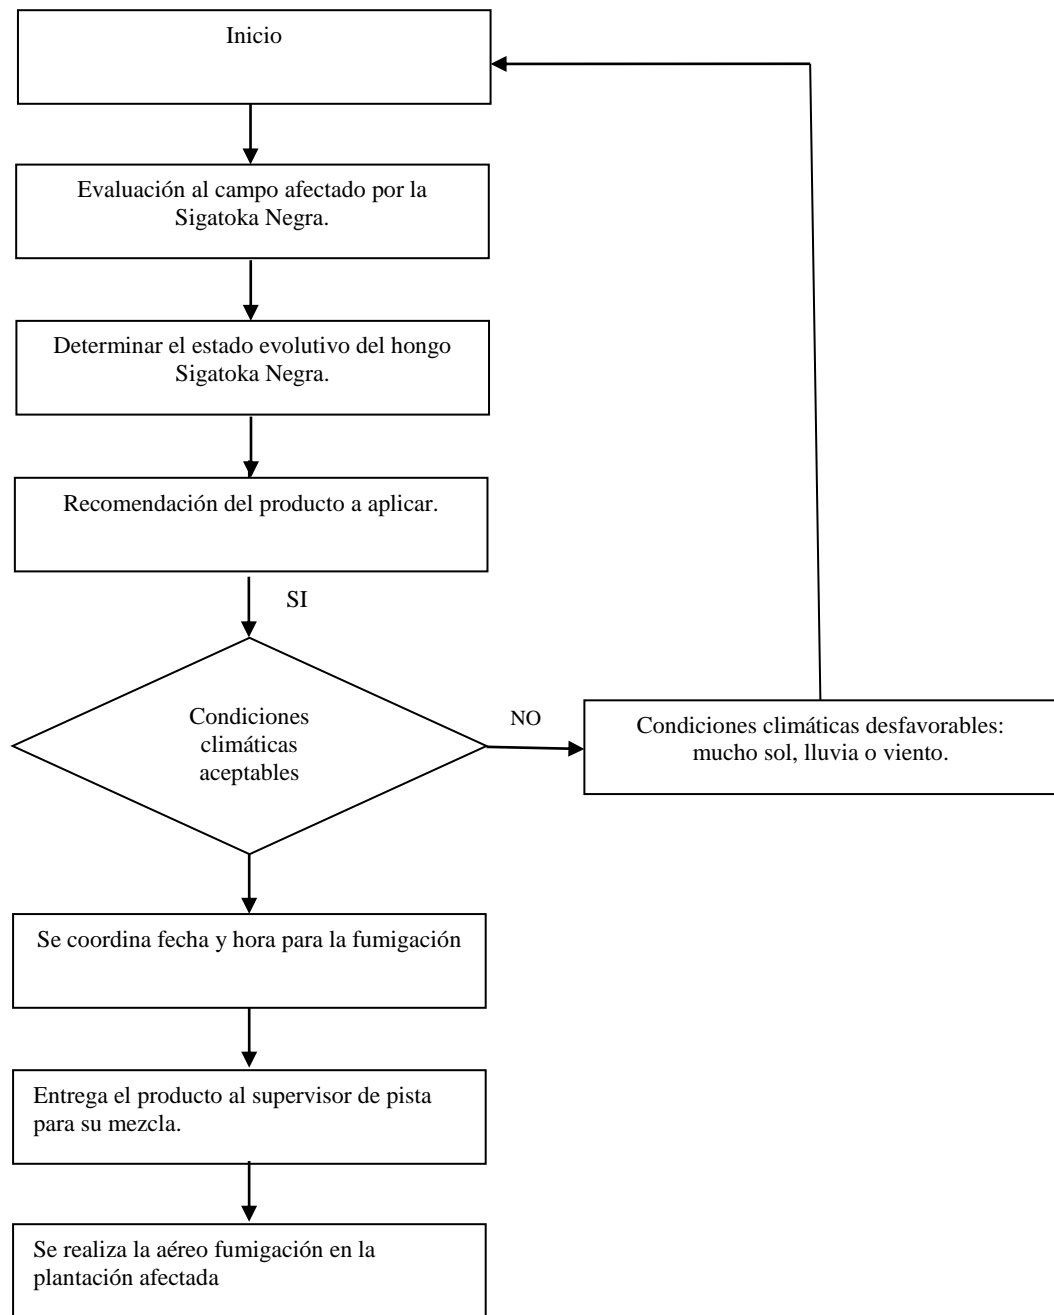 Inicio
Evaluación al campo afectado por la
Sigatoka Negra.
Determinar el estado evolutivo del hongo
Sigatoka Negra.
Recomendación del producto a aplicar.
SI
Condiciones
climáticas
aceptables
NO
Condiciones climáticas desfavorables:
mucho sol, lluvia o viento.
Se coordina fecha y hora para la fumigación
Entrega el producto al supervisor de pista
para su mezcla.
Se realiza la aéreo fumigación en la
plantación afectada